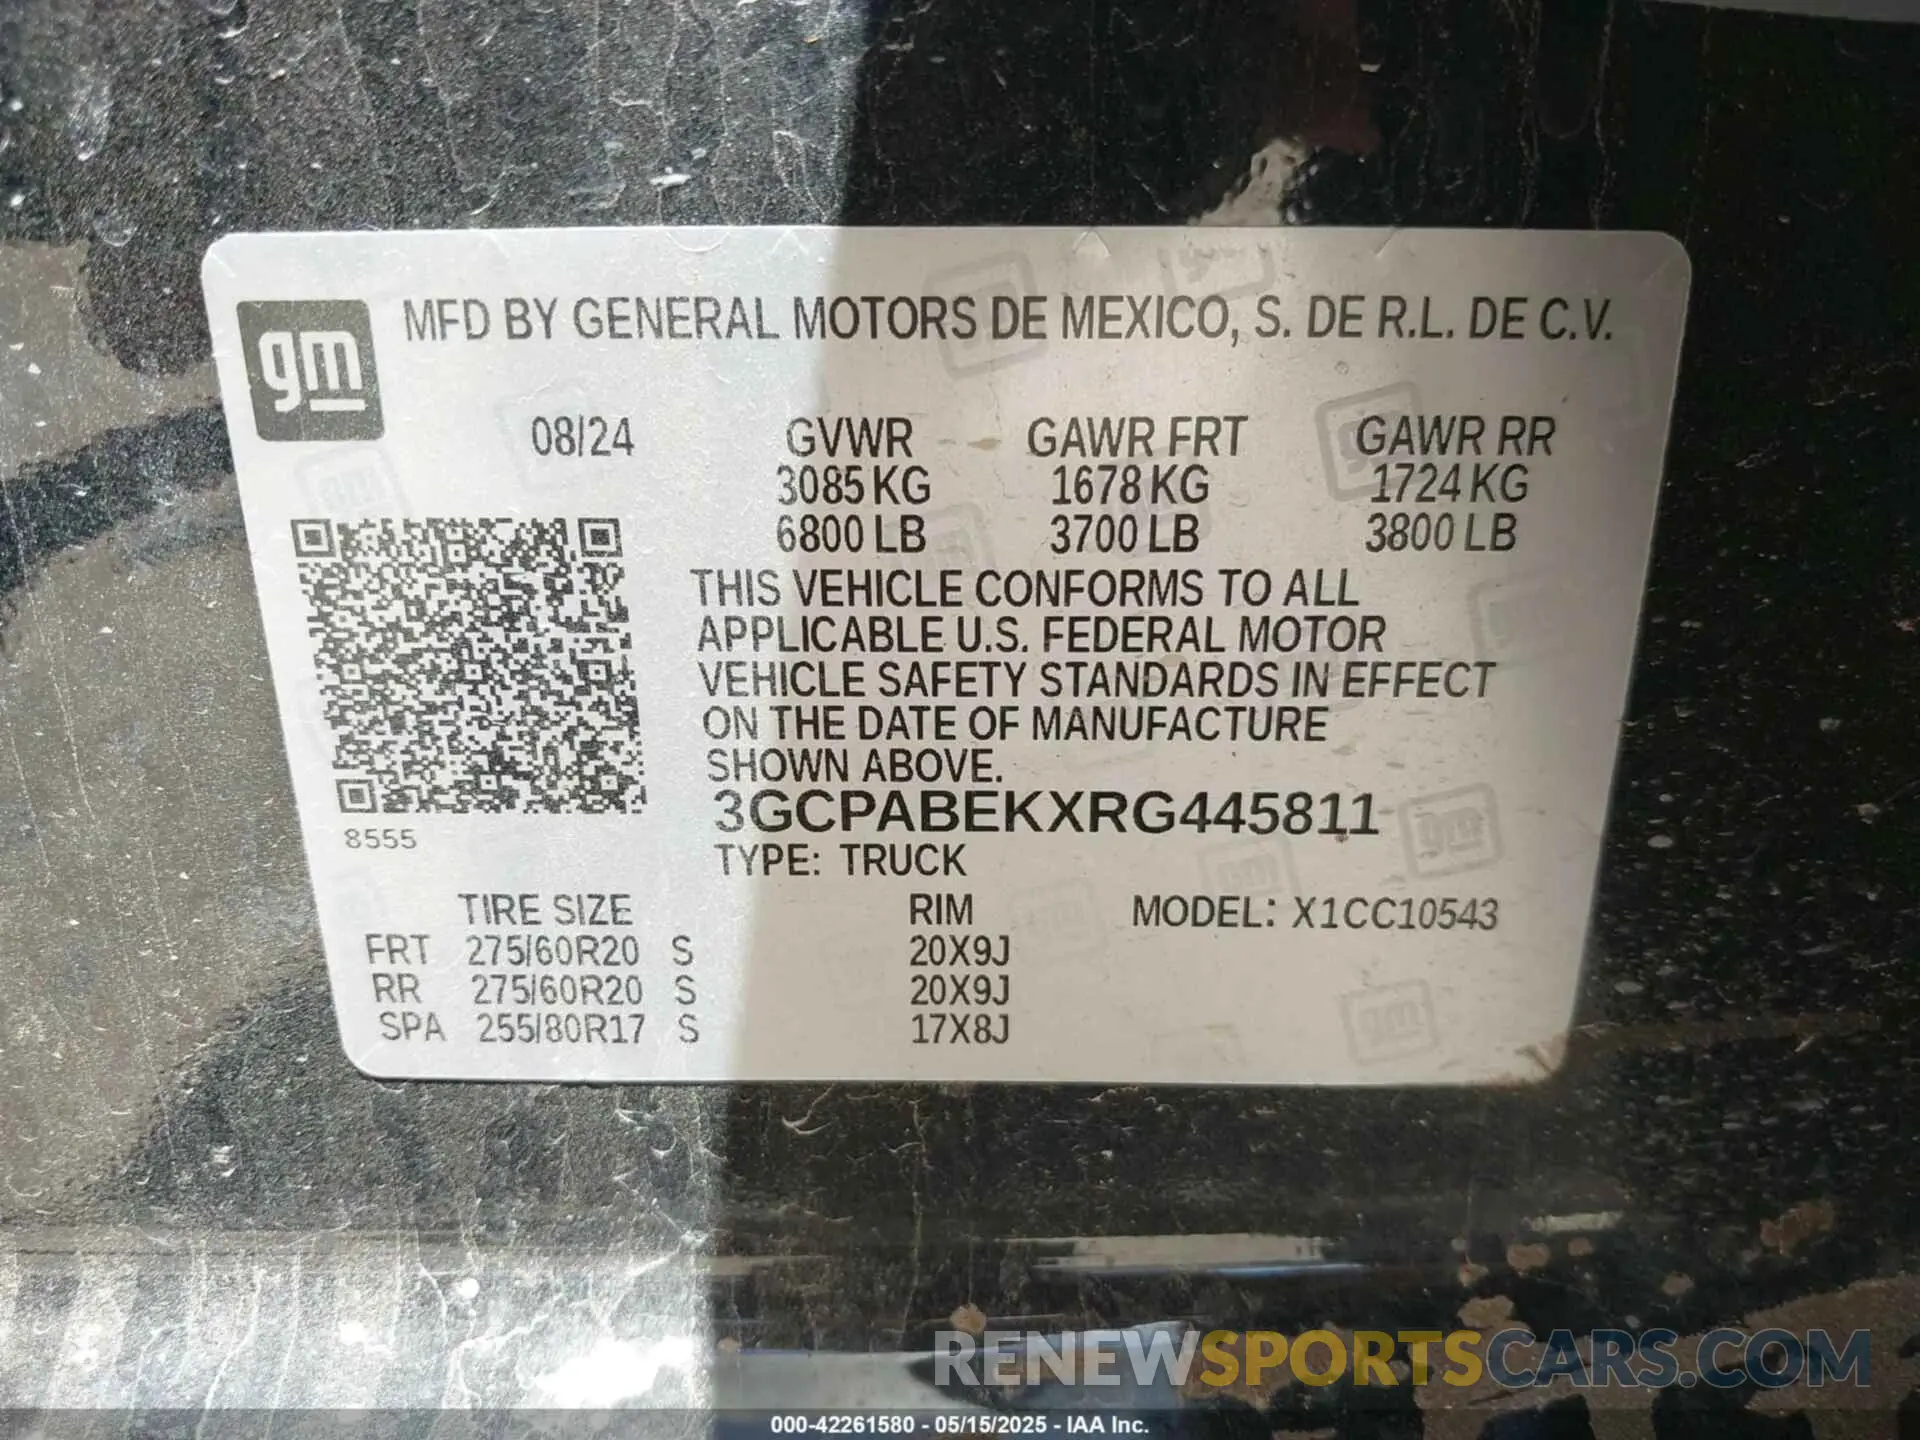 gm
MFD BY GENERAL MOTORS DE MEXICO, S. DE R.L. DE C.V.
08/24 GVWR GAWR FRT GAWR RR
3085 KG 1678 KG 1724 KG
6800 LB 3700 LB 3800 LB
THIS VEHICLE CONFORMS TO ALL
APPLICABLE U.S. FEDERAL MOTOR
VEHICLE SAFETY STANDARDS IN EFFECT
ON THE DATE OF MANUFACTURE
SHOWN ABOVE.
3GCPABEKXRG445811
8555
TYPE: TRUCK
TIRE SIZE RIM MODEL: X1CC10543
FRT 275/60R20 S 20X9J
RR 275/60R20 S 20X9J
SPA 255/80R17 S 17X8J
RENEWSPORTSCARS.COM
000-42261580 - 05/15/2025 - IAA Inc.